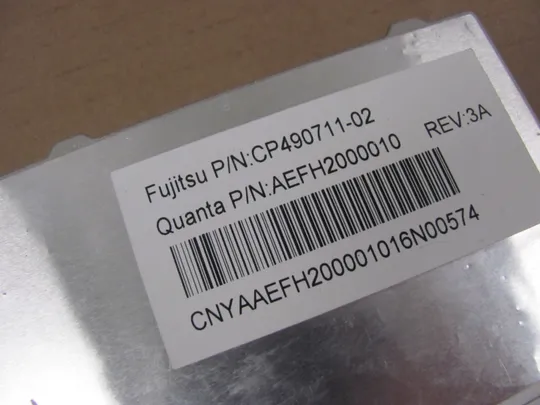 Fujitsu P/N:CP490711-02
Quanta P/N:AEFH2000010 REV:3A
CNYAAEFH200001016N00574